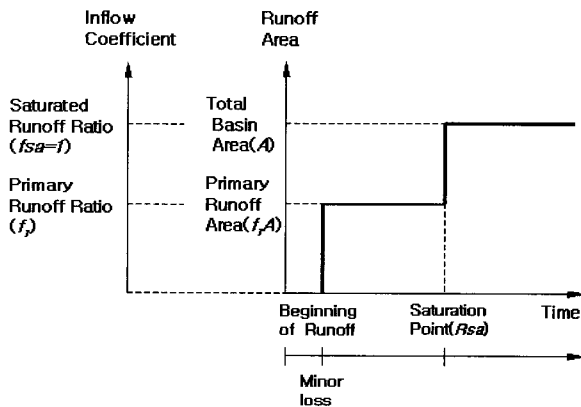 Inflow
Coefficient
Runoff
Area
Saturated
Runoff Ratio
(fsa=1)
Total
Basin
Area(A)
Primary
Runoff Ratio
(f₁)
Primary
Runoff
Area(f₁A)
Beginning
of Runoff
Saturation
Point(Rsa)
Time
Minor
loss